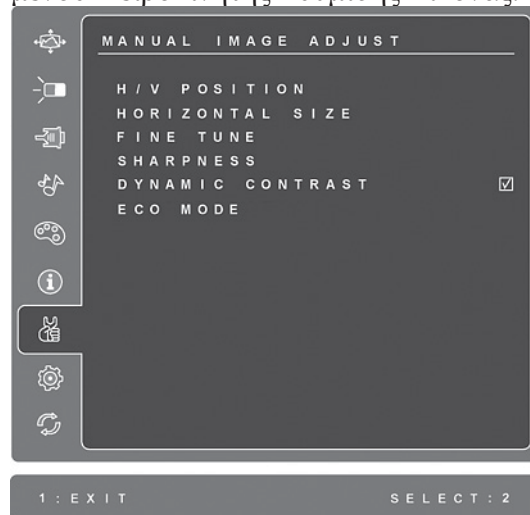 MANUAL IMAGE ADJUST
H/V POSITION
HORIZONTAL SIZE
FINE TUNE
SHARPNESS
DYNAMIC CONTRAST
ECO MODE
1:EXIT SELECT:2